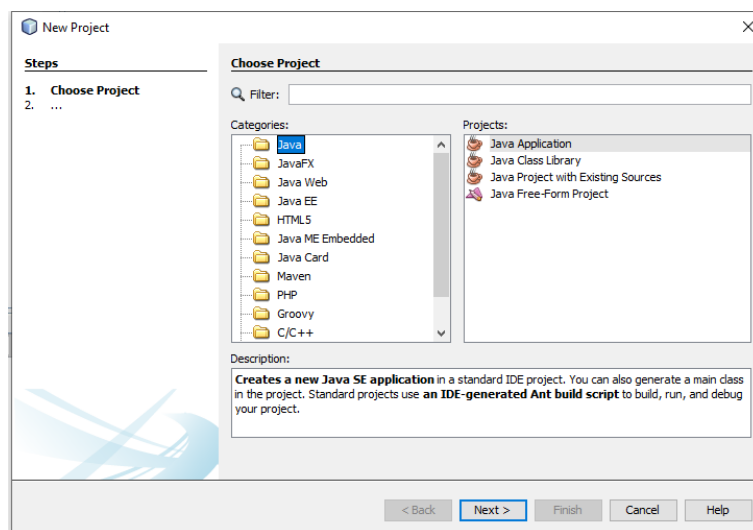 New Project
Steps
1. Choose Project
2. ...
Choose Project
Filter:
Categories:
Java
JavaFX
Java Web
Java EE
HTML5
Java ME Embedded
Java Card
Maven
PHP
Groovy
C/C++
Projects:
Java Application
Java Class Library
Java Project with Existing Sources
Java Free-Form Project
Description:
Creates a new Java SE application in a standard IDE project. You can also generate a main class
in the project. Standard projects use an IDE-generated Ant build script to build, run, and debug
your project.
< Back
Next >
Finish
Cancel
Help